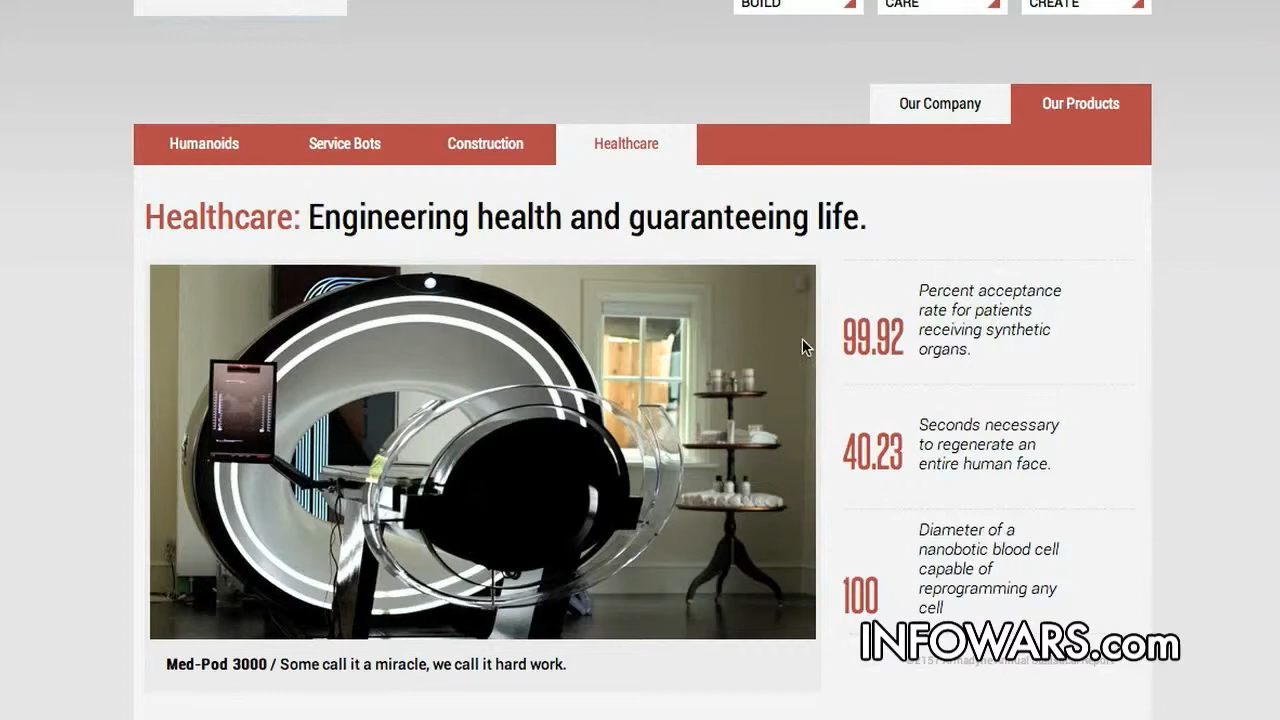 BUILD
CARE
CREATE
Our Company
Our Products
Humanoids
Service Bots
Construction
Healthcare
Healthcare: Engineering health and guaranteeing life.
99.92
Percent acceptance
rate for patients
receiving synthetic
organs.
40.23
Seconds necessary
to regenerate an
entire human face.
100
Diameter of a
nanobotic blood cell
capable of
reprogramming any
cell
INFOWARS.com
Annual Statistical Report
Med-Pod 3000 / Some call it a miracle, we call it hard work.